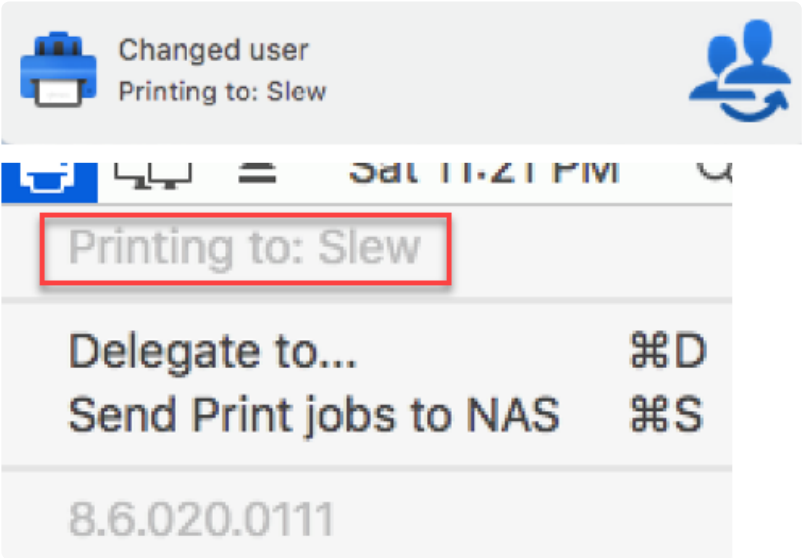 Changed user
Printing to: Slew
Sat 11:21 PM
Printing to: Slew
Delegate to... ⌘D
Send Print jobs to NAS ⌘S
8.6.020.0111